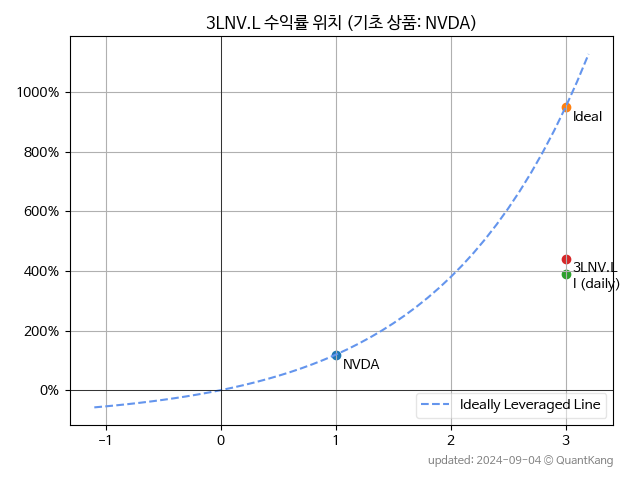 3LNV.L 수익률 위치 (기초 상품: NVDA)
1000%
800%
600%
400%
200%
0%
Ideal
3LNV.L
I (daily)
NVDA
Ideally Leveraged Line
−1
0
1
2
3
updated: 2024-09-04 © QuantKang